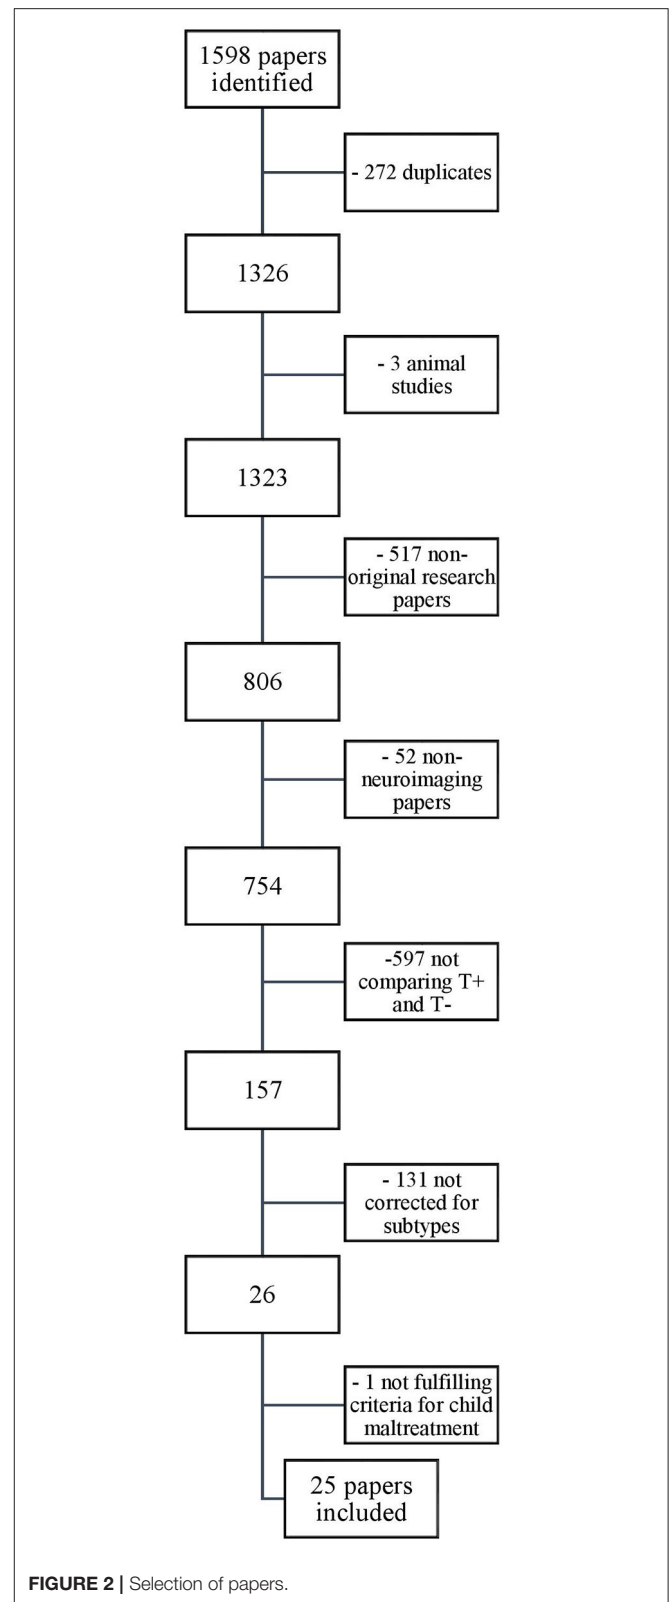 1598 papers
identified
- 272 duplicates
1326
- 3 animal
studies
1323
- 517 non-
original research
papers
806
- 52 non-
neuroimaging
papers
754
-597 not
comparing T+
and T-
157
- 131 not
corrected for
subtypes
26
- 1 not fulfilling
criteria for child
maltreatment
25 papers
included
FIGURE 2 | Selection of papers.